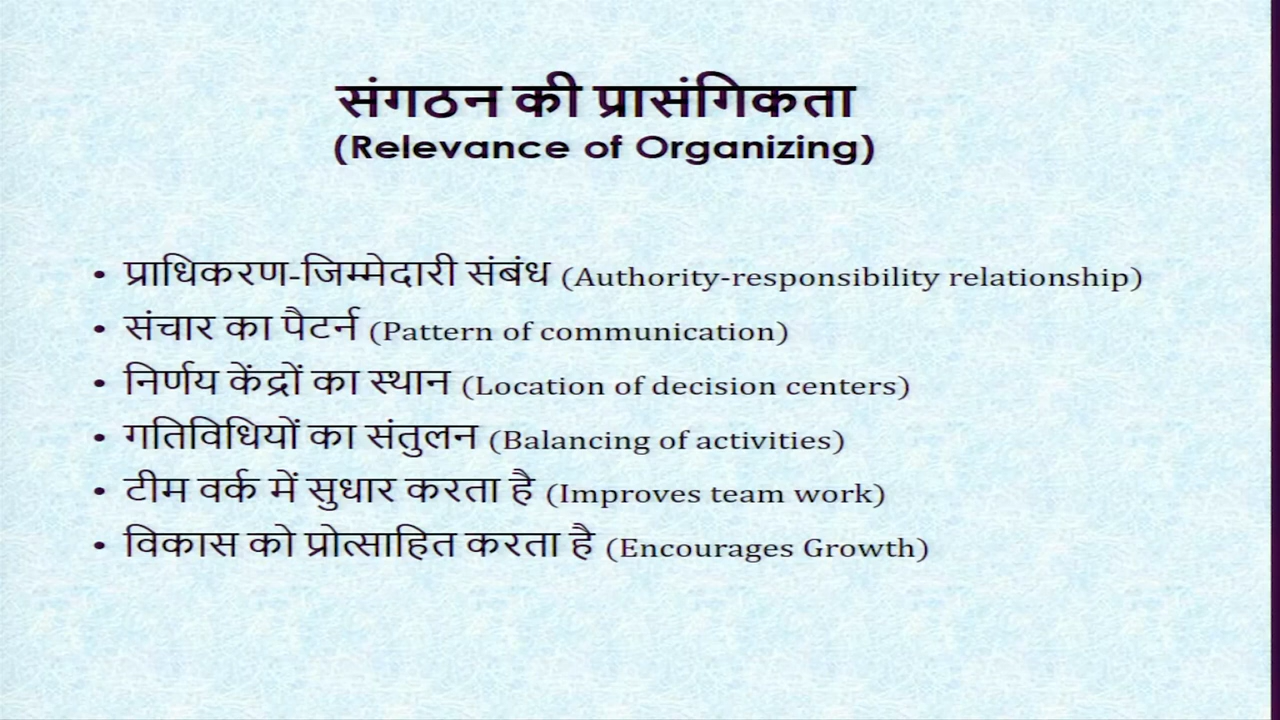 संगठन की प्रासंगिकता
(Relevance of Organizing)
• प्राधिकरण-जिम्मेदारी संबंध (Authority-responsibility relationship)
• संचार का पैटर्न (Pattern of communication)
• निर्णय केंद्रों का स्थान (Location of decision centers)
• गतिविधियों का संतुलन (Balancing of activities)
• टीम वर्क में सुधार करता है (Improves team work)
• विकास को प्रोत्साहित करता है (Encourages Growth)